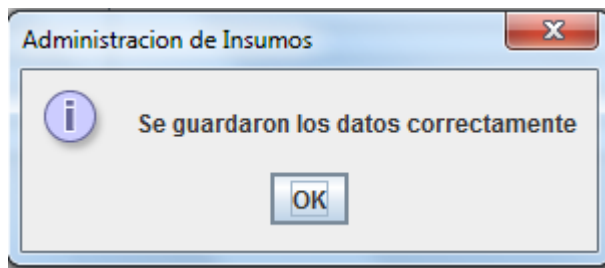 Administracion de Insumos
Se guardaron los datos correctamente
OK